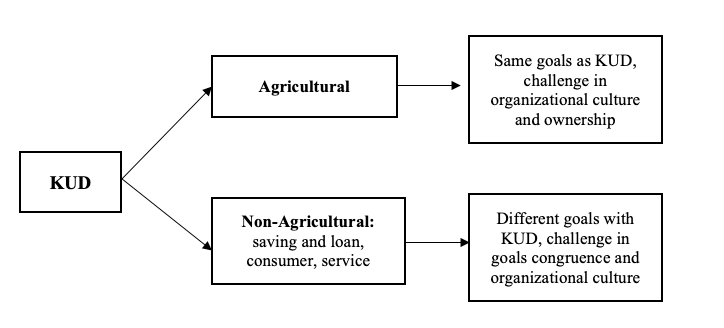 KUD
Agricultural
Same goals as KUD,
challenge in
organizational culture
and ownership
Non-Agricultural:
saving and loan,
consumer, service
Different goals with
KUD, challenge in
goals congruence and
organizational culture